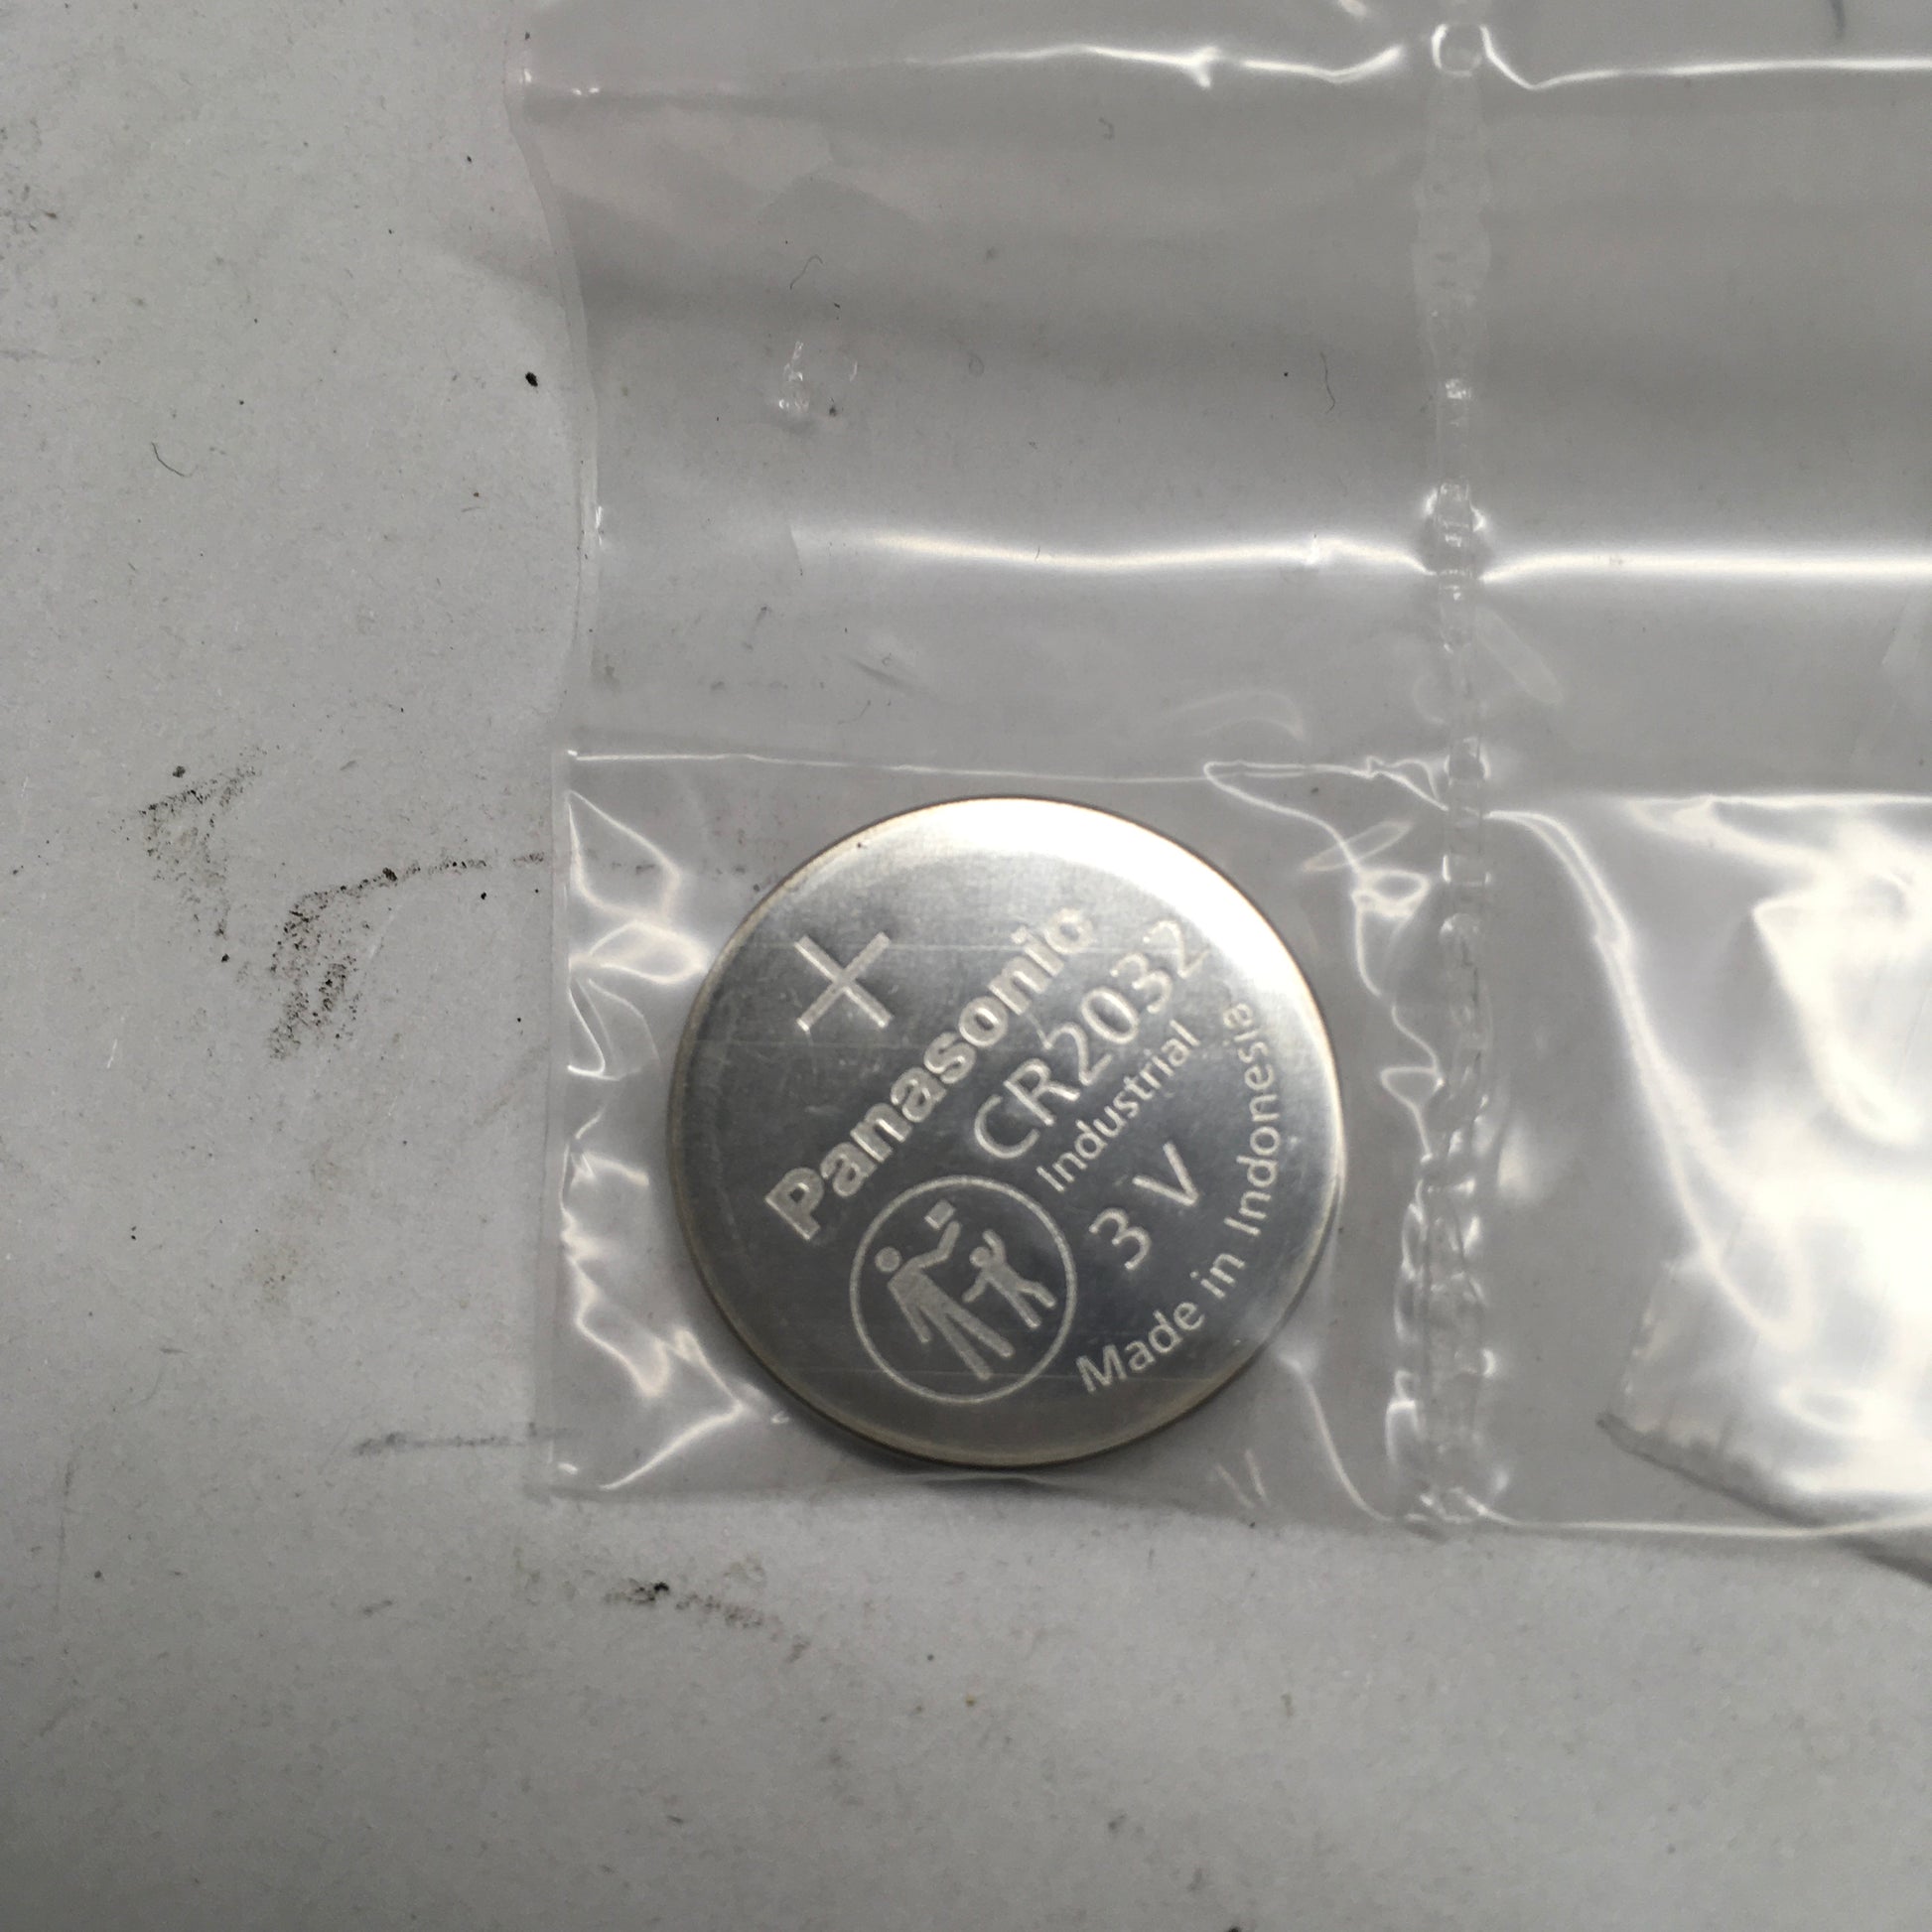 +
Panasonic
CR2032
Industrial
3 V
Made in Indonesia